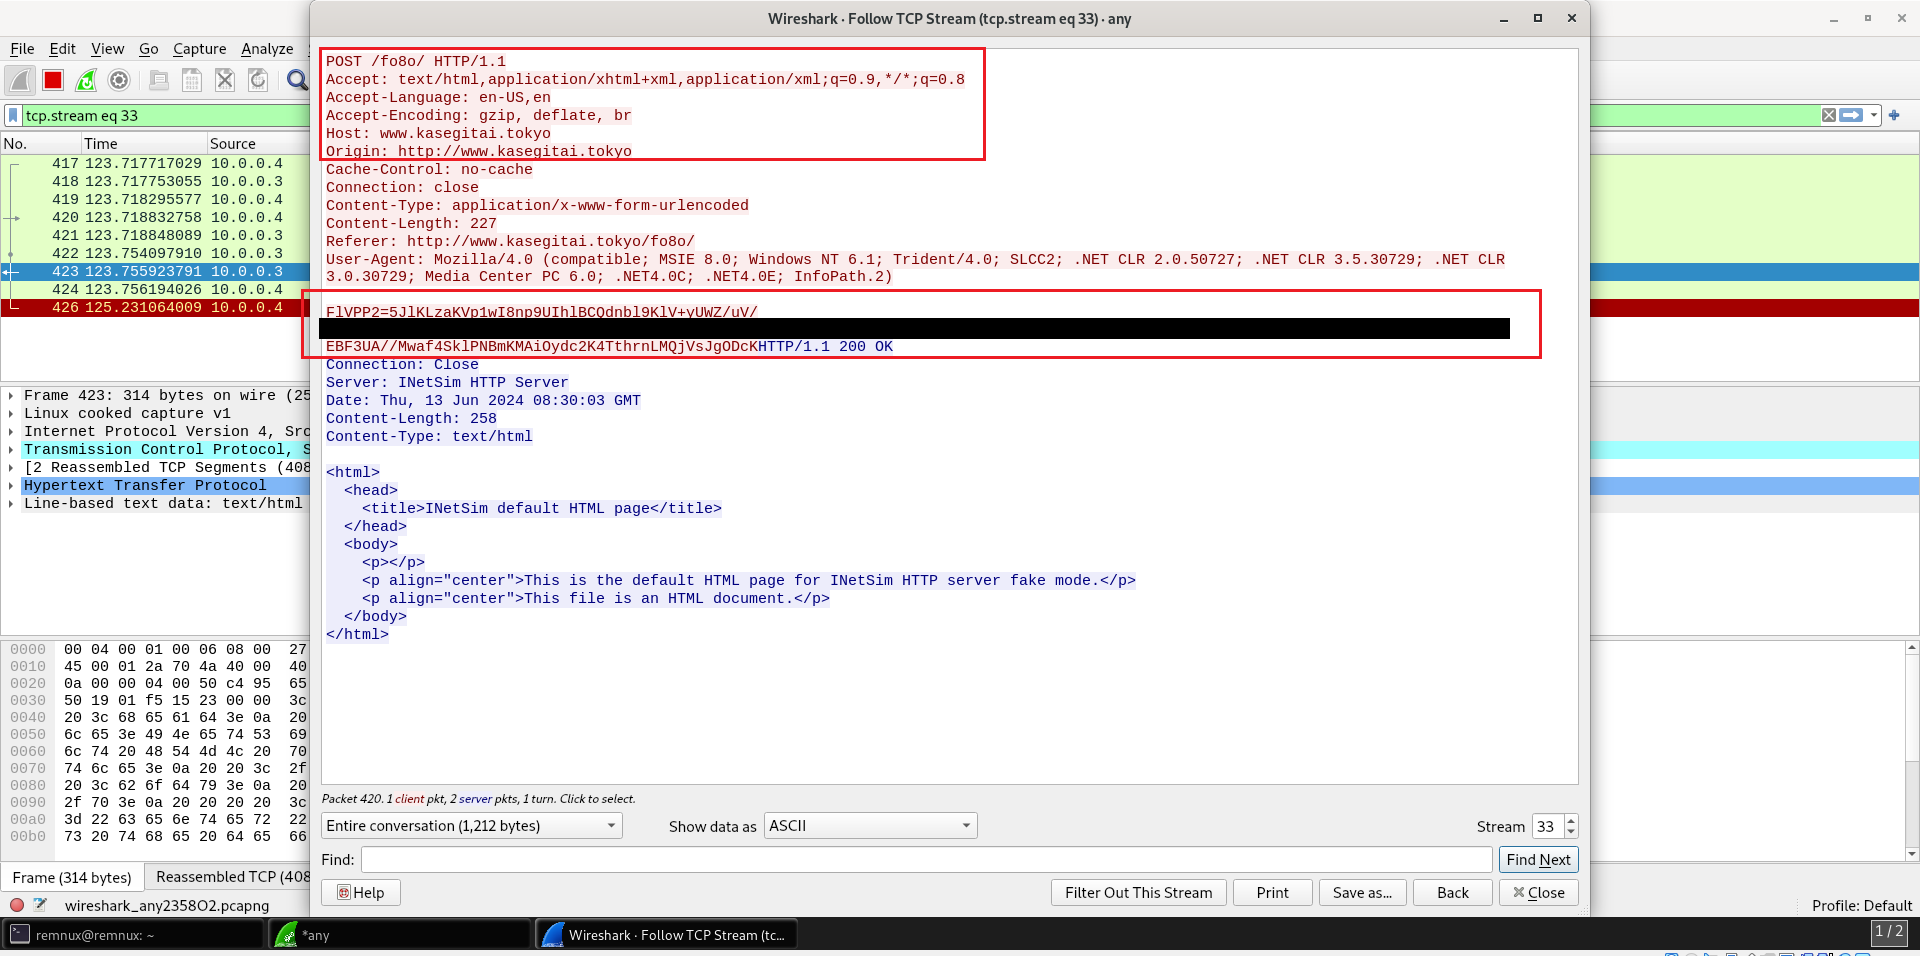 Wireshark · Follow TCP Stream (tcp.stream eq 33) · any
File Edit View Go Capture Analyze
tcp.stream eq 33
No. Time Source
417 123.717717029 10.0.0.4
418 123.717753055 10.0.0.3
419 123.718295577 10.0.0.4
420 123.718832758 10.0.0.4
421 123.718848089 10.0.0.3
422 123.754097910 10.0.0.3
423 123.755923791 10.0.0.3
424 123.756194026 10.0.0.4
426 125.231064009 10.0.0.4
Frame 423: 314 bytes on wire (25
Linux cooked capture v1
Internet Protocol Version 4, Src
Transmission Control Protocol, S
[2 Reassembled TCP Segments (408
Hypertext Transfer Protocol
Line-based text data: text/html
0000 00 04 00 01 00 06 08 00 27
0010 45 00 01 2a 70 4a 40 00 40
0020 0a 00 00 04 00 50 c4 95 65
0030 50 19 01 f5 15 23 00 00 3c
0040 20 3c 68 65 61 64 3e 0a 20
0050 6c 65 3e 49 4e 65 74 53 69
0060 6c 74 20 48 54 4d 4c 20 70
0070 74 6c 65 3e 0a 20 20 3c 2f
0080 20 3c 62 6f 64 79 3e 0a 20
0090 2f 70 3e 0a 20 20 20 20 3c
00a0 3d 22 63 65 6e 74 65 72 22
00b0 73 20 74 68 65 20 64 65 66
Frame (314 bytes) Reassembled TCP (408
wireshark_any2358O2.pcapng
POST /fo8o/ HTTP/1.1
Accept: text/html,application/xhtml+xml,application/xml;q=0.9,*/*;q=0.8
Accept-Language: en-US,en
Accept-Encoding: gzip, deflate, br
Host: www.kasegitai.tokyo
Origin: http://www.kasegitai.tokyo
Cache-Control: no-cache
Connection: close
Content-Type: application/x-www-form-urlencoded
Content-Length: 227
Referer: http://www.kasegitai.tokyo/fo8o/
User-Agent: Mozilla/4.0 (compatible; MSIE 8.0; Windows NT 6.1; Trident/4.0; SLCC2; .NET CLR 2.0.50727; .NET CLR 3.5.30729; .NET CLR
3.0.30729; Media Center PC 6.0; .NET4.0C; .NET4.0E; InfoPath.2)
FlVPP2=5JlKLzaKVp1wI8np9UIhlBCQdnbl9KlV+yUWZ/uV/
EBF3UA//Mwaf4SklPNBmKMAiOydc2K4TthrnLMQjVsJgODcKHTTP/1.1 200 OK
Connection: Close
Server: INetSim HTTP Server
Date: Thu, 13 Jun 2024 08:30:03 GMT
Content-Length: 258
Content-Type: text/html
<html>
<head>
<title>INetSim default HTML page</title>
</head>
<body>
<p></p>
<p align="center">This is the default HTML page for INetSim HTTP server fake mode.</p>
<p align="center">This file is an HTML document.</p>
</body>
</html>
Packet 420. 1 client pkt, 2 server pkts, 1 turn. Click to select.
Entire conversation (1,212 bytes) Show data as ASCII Stream 33
Find: Find Next
Help Filter Out This Stream Print Save as... Back Close
Profile: Default
remnux@remnux: ~ *any Wireshark · Follow TCP Stream (tc... 1 / 2